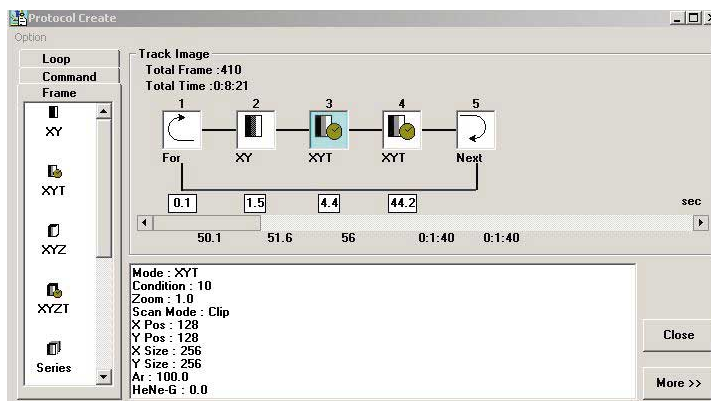 Protocol Create
Option
Loop
Command
Frame
XY
XYT
XYZ
XYZT
Series
Track Image
Total Frame :410
Total Time :0:8:21
1 2 3 4 5
For XY XYT XYT Next
0.1 1.5 4.4 44.2 sec
50.1 51.6 56 0:1:40 0:1:40
Mode : XYT
Condition : 10
Zoom : 1.0
Scan Mode : Clip
X Pos : 128
Y Pos : 128
X Size : 256
Y Size : 256
Ar : 100.0
HeNe-G : 0.0
Close
More >>